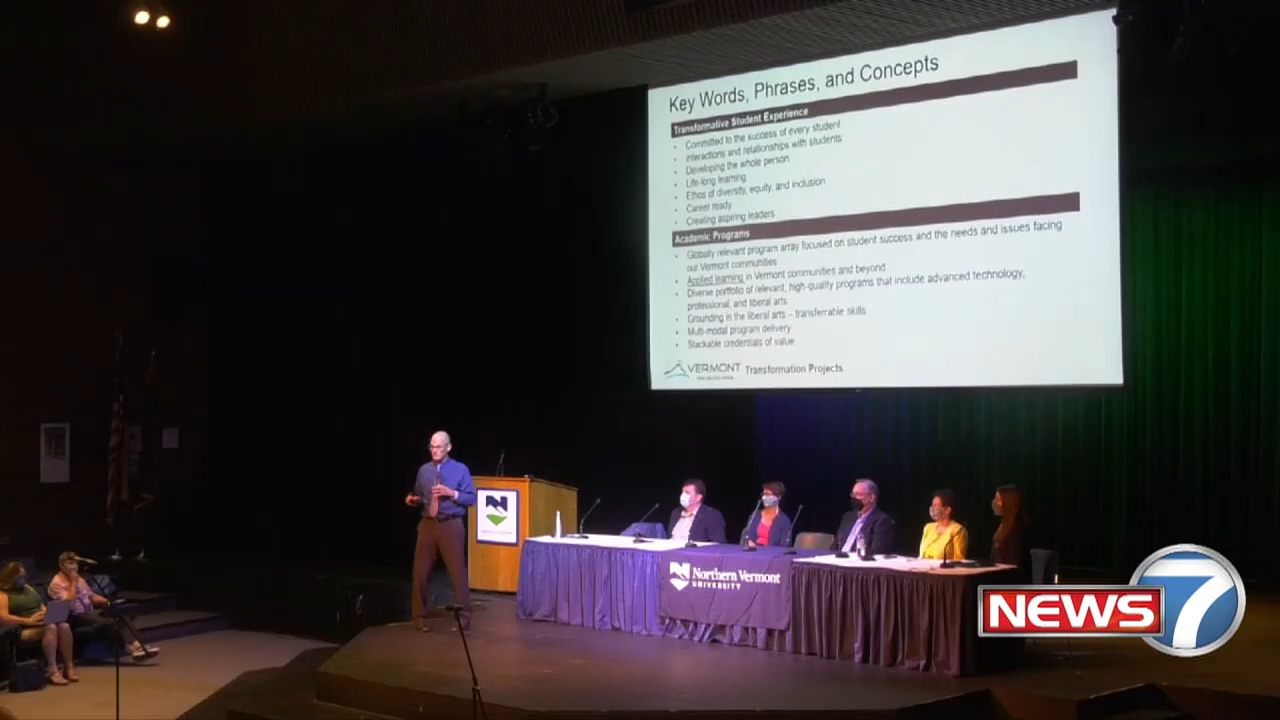 Key Words, Phrases, and Concepts
Transformative Student Experience
• Committed to the success of every student
• Interactions and relationships with students
• Developing the whole person
• Life-long learning
• Ethos of diversity, equity, and inclusion
• Career ready
• Creating aspiring leaders
Academic Programs
• Globally relevant program array focused on student success and the needs and issues facing
our Vermont communities
• Applied learning in Vermont communities and beyond
• Diverse portfolio of relevant, high-quality programs that include advanced technology,
professional, and liberal arts
• Grounding in the liberal arts – transferrable skills
• Multi-modal program delivery
• Stackable credentials of value
VERMONT Transformation Projects
Northern Vermont
UNIVERSITY
NEWS 7